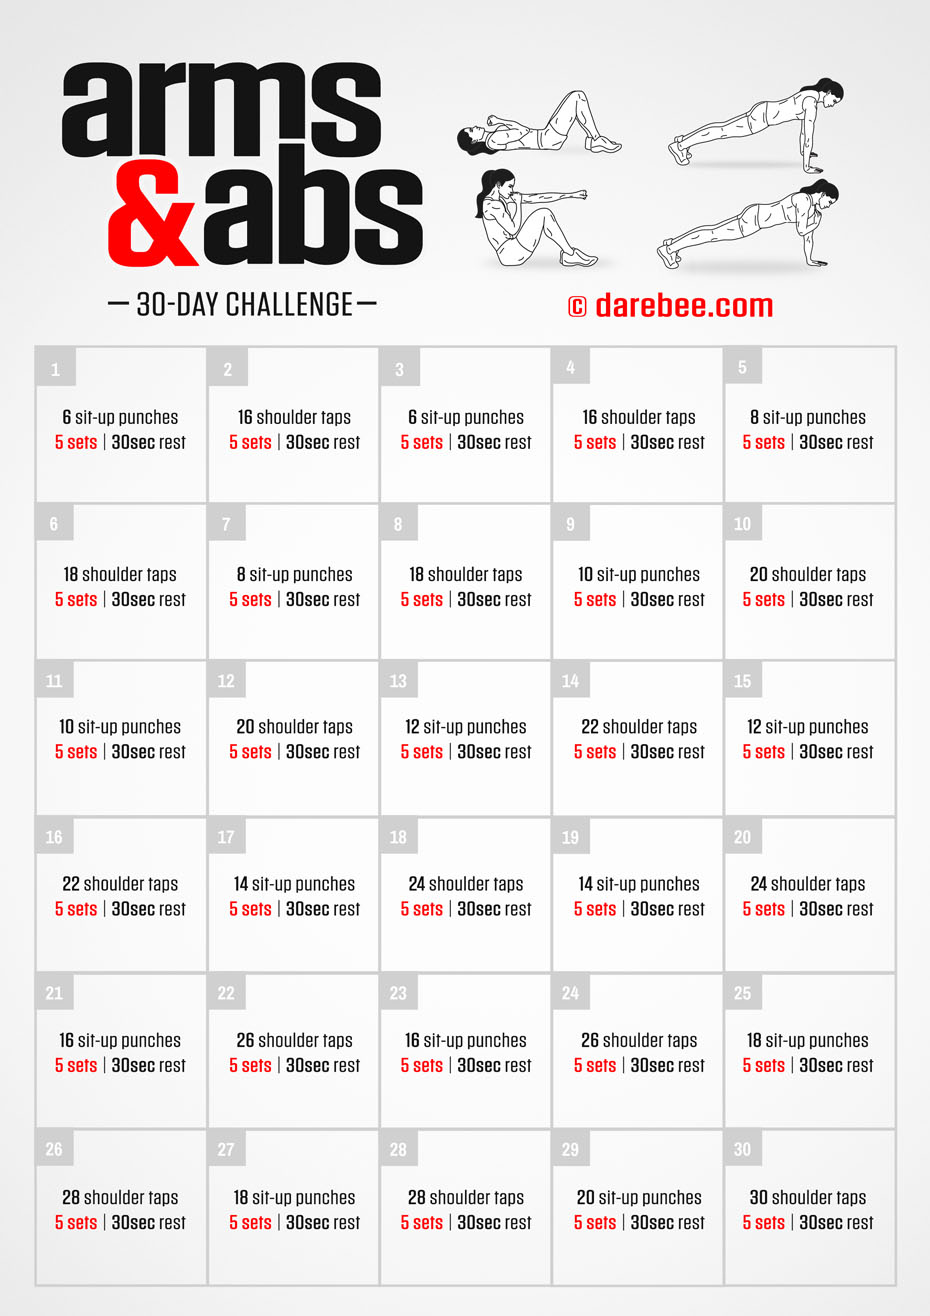 arms
&abs
– 30-DAY CHALLENGE –
© darebee.com
1
6 sit-up punches
5 sets | 30sec rest
2
16 shoulder taps
5 sets | 30sec rest
3
6 sit-up punches
5 sets | 30sec rest
4
16 shoulder taps
5 sets | 30sec rest
5
8 sit-up punches
5 sets | 30sec rest
6
18 shoulder taps
5 sets | 30sec rest
7
8 sit-up punches
5 sets | 30sec rest
8
18 shoulder taps
5 sets | 30sec rest
9
10 sit-up punches
5 sets | 30sec rest
10
20 shoulder taps
5 sets | 30sec rest
11
10 sit-up punches
5 sets | 30sec rest
12
20 shoulder taps
5 sets | 30sec rest
13
12 sit-up punches
5 sets | 30sec rest
14
22 shoulder taps
5 sets | 30sec rest
15
12 sit-up punches
5 sets | 30sec rest
16
22 shoulder taps
5 sets | 30sec rest
17
14 sit-up punches
5 sets | 30sec rest
18
24 shoulder taps
5 sets | 30sec rest
19
14 sit-up punches
5 sets | 30sec rest
20
24 shoulder taps
5 sets | 30sec rest
21
16 sit-up punches
5 sets | 30sec rest
22
26 shoulder taps
5 sets | 30sec rest
23
16 sit-up punches
5 sets | 30sec rest
24
26 shoulder taps
5 sets | 30sec rest
25
18 sit-up punches
5 sets | 30sec rest
26
28 shoulder taps
5 sets | 30sec rest
27
18 sit-up punches
5 sets | 30sec rest
28
28 shoulder taps
5 sets | 30sec rest
29
20 sit-up punches
5 sets | 30sec rest
30
30 shoulder taps
5 sets | 30sec rest